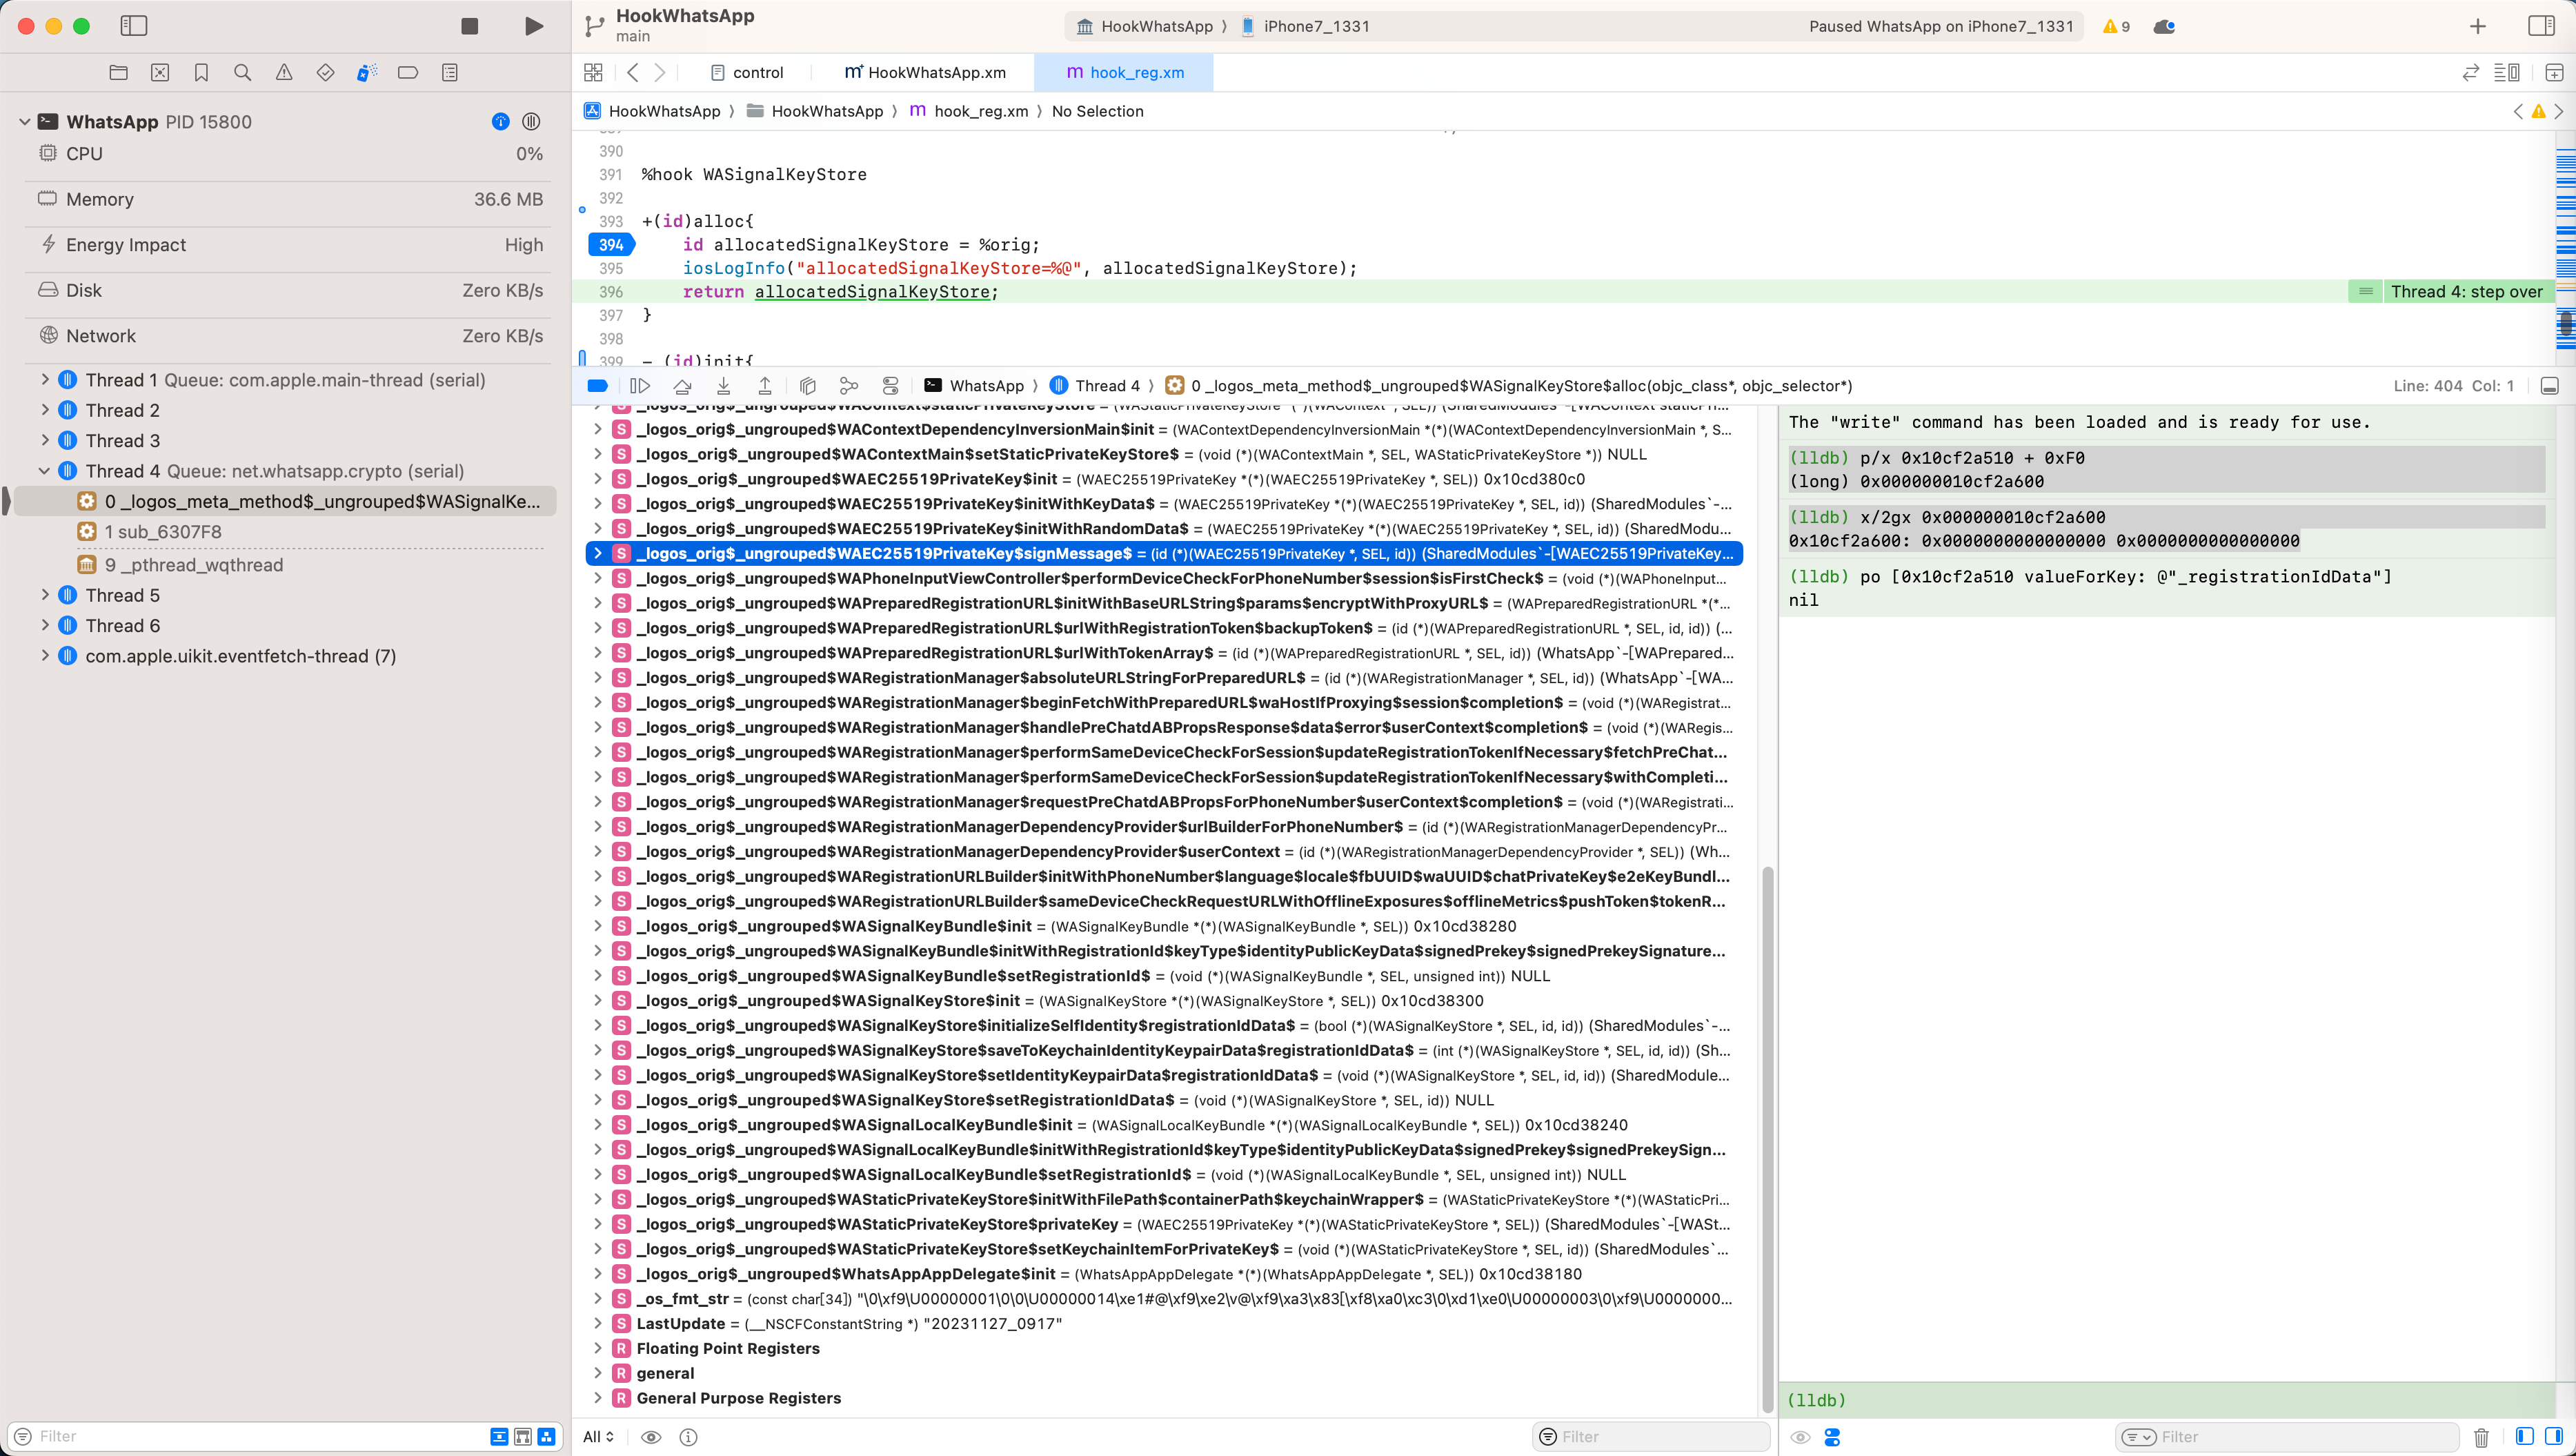 HookWhatsApp
main
HookWhatsApp 〉 iPhone7_1331
Paused WhatsApp on iPhone7_1331
9
control
HookWhatsApp.xm
hook_reg.xm
HookWhatsApp 〉 HookWhatsApp 〉 m hook_reg.xm 〉 No Selection
WhatsApp PID 15800
CPU 0%
Memory 36.6 MB
Energy Impact High
Disk Zero KB/s
Network Zero KB/s
Thread 1 Queue: com.apple.main-thread (serial)
Thread 2
Thread 3
Thread 4 Queue: net.whatsapp.crypto (serial)
0 _logos_meta_method$_ungrouped$WASignalKe...
1 sub_6307F8
9 _pthread_wqthread
Thread 5
Thread 6
com.apple.uikit.eventfetch-thread (7)
Filter
390
391 %hook WASignalKeyStore
392
393 +(id)alloc{
394 id allocatedSignalKeyStore = %orig;
395 iosLogInfo("allocatedSignalKeyStore=%@", allocatedSignalKeyStore);
396 return allocatedSignalKeyStore;
Thread 4: step over
397 }
398
399 - (id)init{
WhatsApp 〉 Thread 4 〉 0 _logos_meta_method$_ungrouped$WASignalKeyStore$alloc(objc_class*, objc_selector*)
Line: 404 Col: 1
S _logos_orig$_ungrouped$WAContext$staticPrivateKeyStore = (WAStaticPrivateKeyStore *(*)(WAContext *, SEL)) (SharedModules`-[WAContext staticPri...
S _logos_orig$_ungrouped$WAContextDependencyInversionMain$init = (WAContextDependencyInversionMain *(*)(WAContextDependencyInversionMain *, S...
S _logos_orig$_ungrouped$WAContextMain$setStaticPrivateKeyStore$ = (void (*)(WAContextMain *, SEL, WAStaticPrivateKeyStore *)) NULL
S _logos_orig$_ungrouped$WAEC25519PrivateKey$init = (WAEC25519PrivateKey *(*)(WAEC25519PrivateKey *, SEL)) 0x10cd380c0
S _logos_orig$_ungrouped$WAEC25519PrivateKey$initWithKeyData$ = (WAEC25519PrivateKey *(*)(WAEC25519PrivateKey *, SEL, id)) (SharedModules`-...
S _logos_orig$_ungrouped$WAEC25519PrivateKey$initWithRandomData$ = (WAEC25519PrivateKey *(*)(WAEC25519PrivateKey *, SEL, id)) (SharedModu...
S _logos_orig$_ungrouped$WAEC25519PrivateKey$signMessage$ = (id (*)(WAEC25519PrivateKey *, SEL, id)) (SharedModules`-[WAEC25519PrivateKey...
S _logos_orig$_ungrouped$WAPhoneInputViewController$performDeviceCheckForPhoneNumber$session$isFirstCheck$ = (void (*)(WAPhoneInput...
S _logos_orig$_ungrouped$WAPreparedRegistrationURL$initWithBaseURLString$params$encryptWithProxyURL$ = (WAPreparedRegistrationURL *(*...
S _logos_orig$_ungrouped$WAPreparedRegistrationURL$urlWithRegistrationToken$backupToken$ = (id (*)(WAPreparedRegistrationURL *, SEL, id, id)) (...
S _logos_orig$_ungrouped$WAPreparedRegistrationURL$urlWithTokenArray$ = (id (*)(WAPreparedRegistrationURL *, SEL, id)) (WhatsApp`-[WAPrepared...
S _logos_orig$_ungrouped$WARegistrationManager$absoluteURLStringForPreparedURL$ = (id (*)(WARegistrationManager *, SEL, id)) (WhatsApp`-[WA...
S _logos_orig$_ungrouped$WARegistrationManager$beginFetchWithPreparedURL$waHostIfProxying$session$completion$ = (void (*)(WARegistrat...
S _logos_orig$_ungrouped$WARegistrationManager$handlePreChatdABPropsResponse$data$error$userContext$completion$ = (void (*)(WARegis...
S _logos_orig$_ungrouped$WARegistrationManager$performSameDeviceCheckForSession$updateRegistrationTokenIfNecessary$fetchPreChat...
S _logos_orig$_ungrouped$WARegistrationManager$performSameDeviceCheckForSession$updateRegistrationTokenIfNecessary$withCompleti...
S _logos_orig$_ungrouped$WARegistrationManager$requestPreChatdABPropsForPhoneNumber$userContext$completion$ = (void (*)(WARegistrati...
S _logos_orig$_ungrouped$WARegistrationManagerDependencyProvider$urlBuilderForPhoneNumber$ = (id (*)(WARegistrationManagerDependencyPr...
S _logos_orig$_ungrouped$WARegistrationManagerDependencyProvider$userContext = (id (*)(WARegistrationManagerDependencyProvider *, SEL)) (Wh...
S _logos_orig$_ungrouped$WARegistrationURLBuilder$initWithPhoneNumber$language$locale$fbUUID$waUUID$chatPrivateKey$e2eKeyBundl...
S _logos_orig$_ungrouped$WARegistrationURLBuilder$sameDeviceCheckRequestURLWithOfflineExposures$offlineMetrics$pushToken$tokenR...
S _logos_orig$_ungrouped$WASignalKeyBundle$init = (WASignalKeyBundle *(*)(WASignalKeyBundle *, SEL)) 0x10cd38280
S _logos_orig$_ungrouped$WASignalKeyBundle$initWithRegistrationId$keyType$identityPublicKeyData$signedPrekey$signedPrekeySignature...
S _logos_orig$_ungrouped$WASignalKeyBundle$setRegistrationId$ = (void (*)(WASignalKeyBundle *, SEL, unsigned int)) NULL
S _logos_orig$_ungrouped$WASignalKeyStore$init = (WASignalKeyStore *(*)(WASignalKeyStore *, SEL)) 0x10cd38300
S _logos_orig$_ungrouped$WASignalKeyStore$initializeSelfIdentity$registrationIdData$ = (bool (*)(WASignalKeyStore *, SEL, id, id)) (SharedModules`-...
S _logos_orig$_ungrouped$WASignalKeyStore$saveToKeychainIdentityKeypairData$registrationIdData$ = (int (*)(WASignalKeyStore *, SEL, id, id)) (Sh...
S _logos_orig$_ungrouped$WASignalKeyStore$setIdentityKeypairData$registrationIdData$ = (void (*)(WASignalKeyStore *, SEL, id, id)) (SharedModule...
S _logos_orig$_ungrouped$WASignalKeyStore$setRegistrationIdData$ = (void (*)(WASignalKeyStore *, SEL, id)) NULL
S _logos_orig$_ungrouped$WASignalLocalKeyBundle$init = (WASignalLocalKeyBundle *(*)(WASignalLocalKeyBundle *, SEL)) 0x10cd38240
S _logos_orig$_ungrouped$WASignalLocalKeyBundle$initWithRegistrationId$keyType$identityPublicKeyData$signedPrekey$signedPrekeySign...
S _logos_orig$_ungrouped$WASignalLocalKeyBundle$setRegistrationId$ = (void (*)(WASignalLocalKeyBundle *, SEL, unsigned int)) NULL
S _logos_orig$_ungrouped$WAStaticPrivateKeyStore$initWithFilePath$containerPath$keychainWrapper$ = (WAStaticPrivateKeyStore *(*)(WAStaticPri...
S _logos_orig$_ungrouped$WAStaticPrivateKeyStore$privateKey = (WAEC25519PrivateKey *(*)(WAStaticPrivateKeyStore *, SEL)) (SharedModules`-[WASt...
S _logos_orig$_ungrouped$WAStaticPrivateKeyStore$setKeychainItemForPrivateKey$ = (void (*)(WAStaticPrivateKeyStore *, SEL, id)) (SharedModules`...
S _logos_orig$_ungrouped$WhatsAppAppDelegate$init = (WhatsAppAppDelegate *(*)(WhatsAppAppDelegate *, SEL)) 0x10cd38180
S _os_fmt_str = (const char[34]) "\0\xf9\U00000001\0\0\U00000014\xe1#@\xf9\xe2\v@\xf9\xa3\x83[\xf8\xa0\xc3\0\xd1\xe0\U00000003\0\xf9\U0000000...
S LastUpdate = (__NSCFConstantString *) "20231127_0917"
R Floating Point Registers
R general
R General Purpose Registers
All
Filter
The "write" command has been loaded and is ready for use.
(lldb) p/x 0x10cf2a510 + 0xF0
(long) 0x000000010cf2a600
(lldb) x/2gx 0x000000010cf2a600
0x10cf2a600: 0x0000000000000000 0x0000000000000000
(lldb) po [0x10cf2a510 valueForKey: @"_registrationIdData"]
nil
(lldb)
Filter